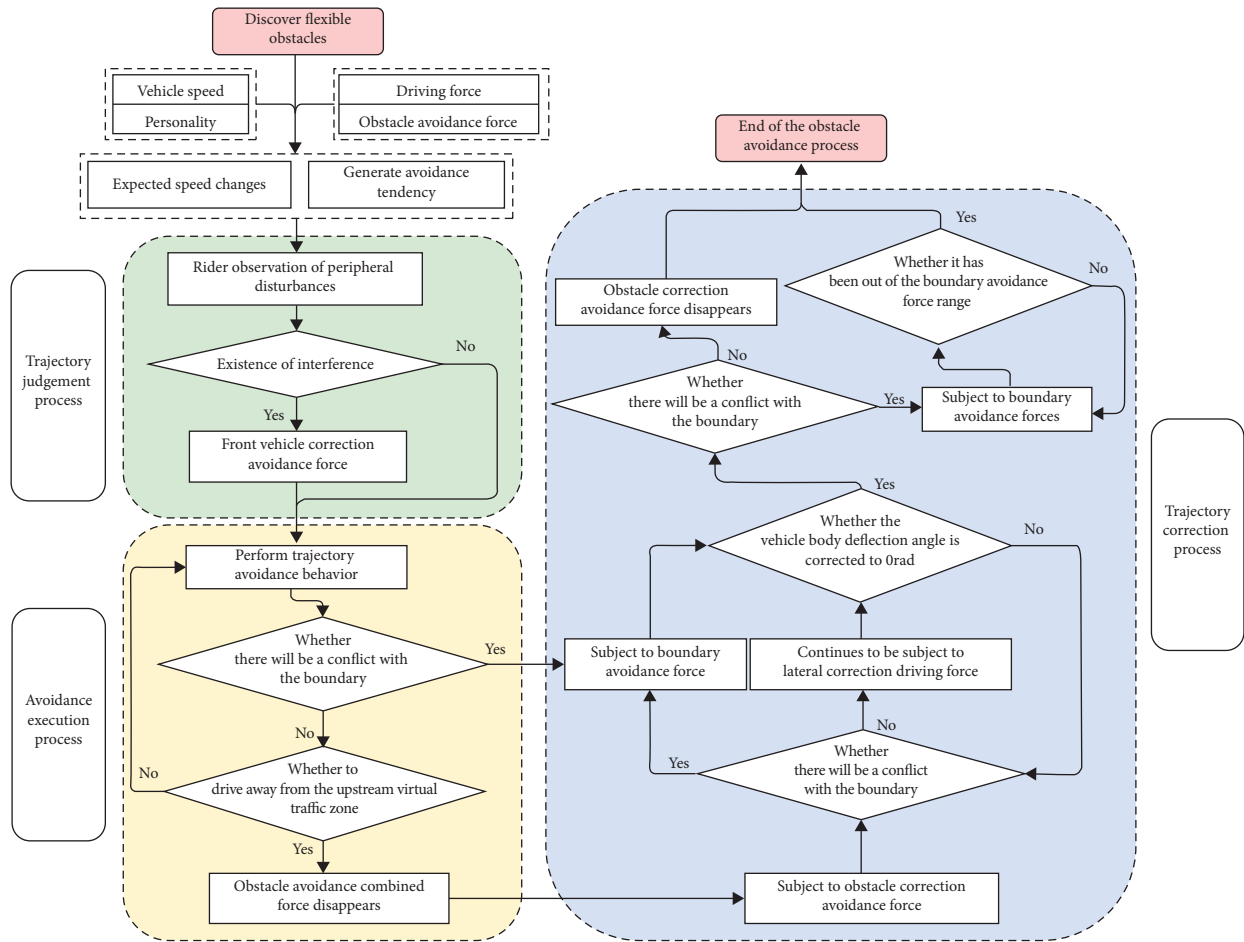 Discover flexible
obstacles
Vehicle speed
Personality
Driving force
Obstacle avoidance force
Expected speed changes
Generate avoidance
tendency
Trajectory
judgement
process
Rider observation of peripheral
disturbances
Existence of interference
No
Yes
Front vehicle correction
avoidance force
Avoidance
execution
process
Perform trajectory
avoidance behavior
Whether
there will be a conflict with
the boundary
Yes
No
Whether to
drive away from the upstream virtual
traffic zone
No
Yes
Obstacle avoidance combined
force disappears
End of the obstacle
avoidance process
Yes
Whether it has
been out of the boundary avoidance
force range
No
Obstacle correction
avoidance force disappears
No
Whether
there will be a conflict with
the boundary
Yes
Subject to boundary
avoidance forces
Yes
Whether the
vehicle body deflection angle is
corrected to 0rad
No
Subject to boundary
avoidance force
Continues to be subject to
lateral correction driving force
No
Yes
Whether
there will be a conflict
with the boundary
Subject to obstacle correction
avoidance force
Trajectory
correction
process